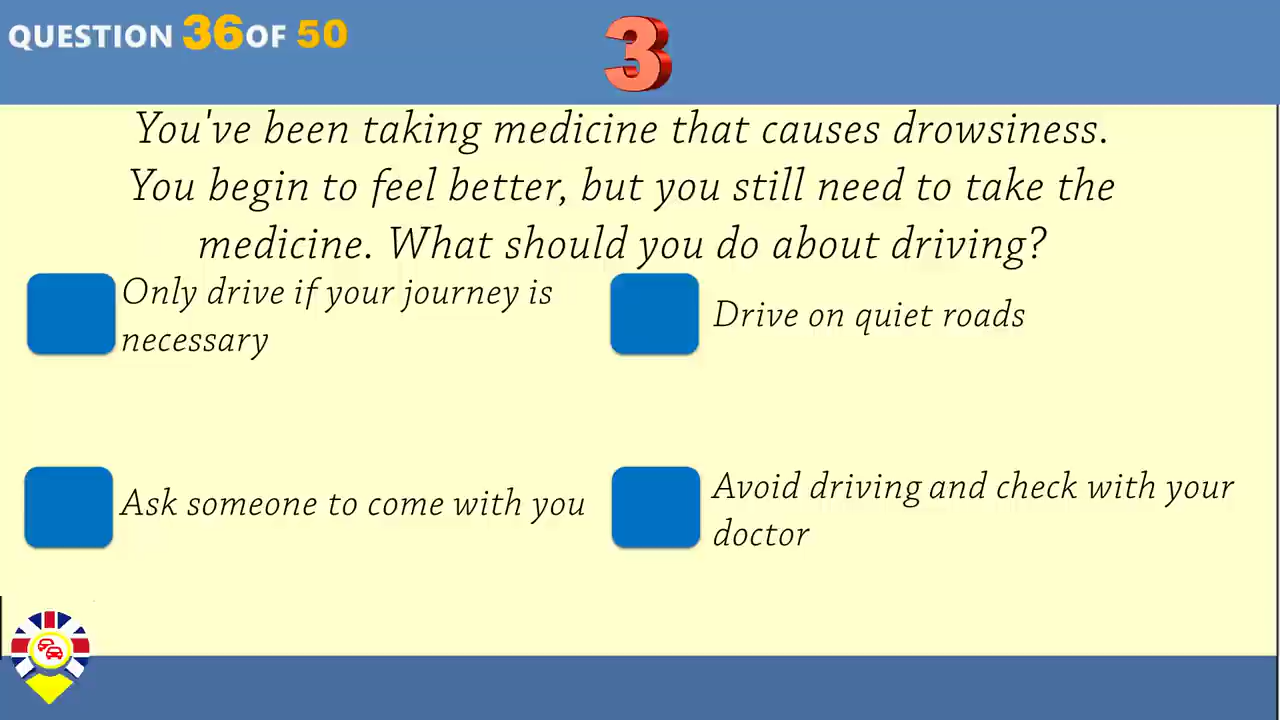 QUESTION 36 OF 50
3
You've been taking medicine that causes drowsiness.
You begin to feel better, but you still need to take the
medicine. What should you do about driving?
Only drive if your journey is
necessary
Drive on quiet roads
Ask someone to come with you
Avoid driving and check with your
doctor